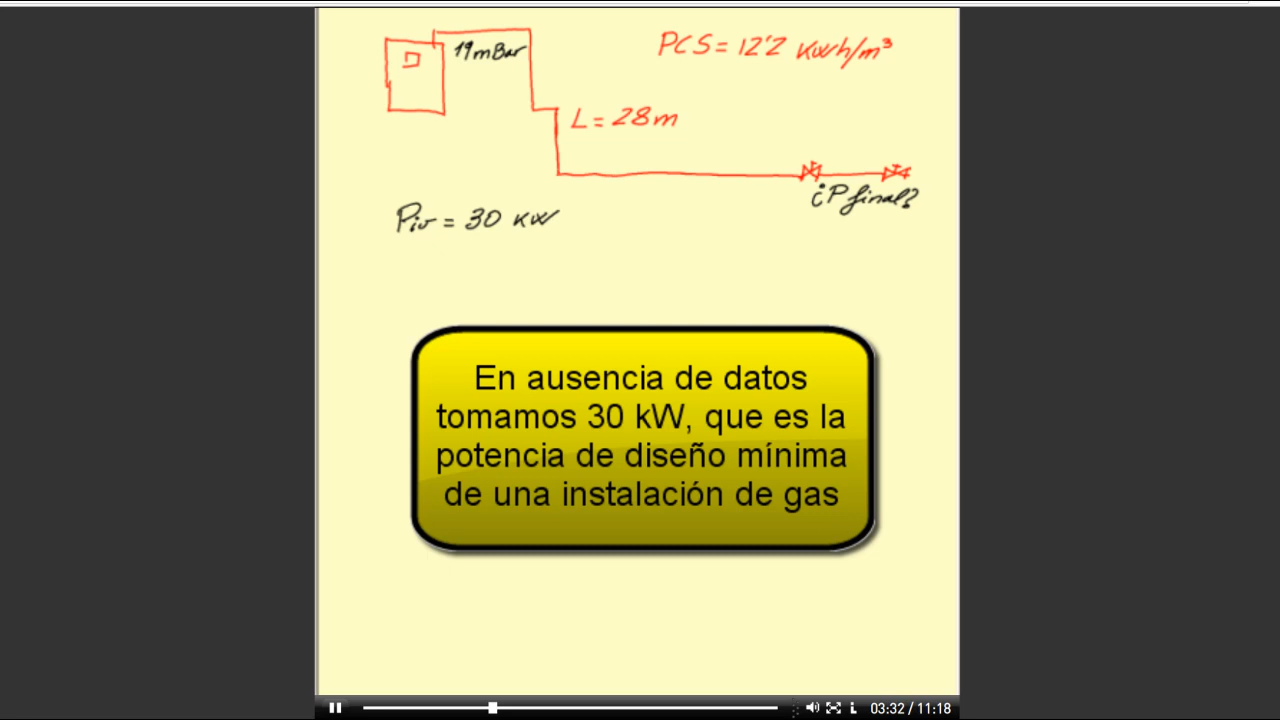 19mBar
PCS = 12'2 kwh/m³
L = 28m
¿P final?
Piv = 30 kW
En ausencia de datos
tomamos 30 kW, que es la
potencia de diseño mínima
de una instalación de gas
03:32 / 11:18